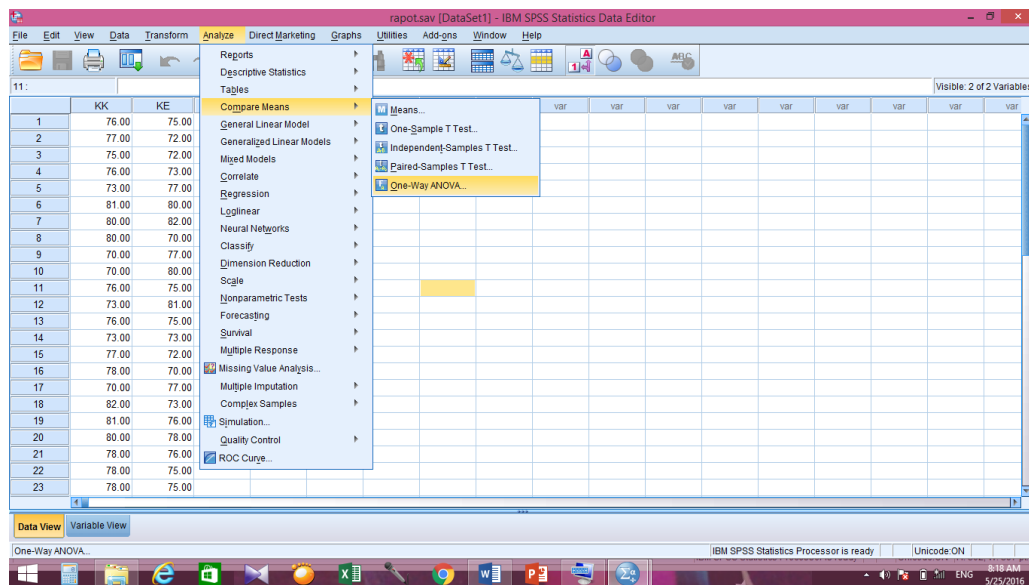 rapot.sav [DataSet1] - IBM SPSS Statistics Data Editor
File Edit View Data Transform Analyze Direct Marketing Graphs Utilities Add-ons Window Help
11 :
Visible: 2 of 2 Variables
Reports
Descriptive Statistics
Tables
Compare Means
General Linear Model
Generalized Linear Models
Mixed Models
Correlate
Regression
Loglinear
Neural Networks
Classify
Dimension Reduction
Scale
Nonparametric Tests
Forecasting
Survival
Multiple Response
Missing Value Analysis...
Multiple Imputation
Complex Samples
Simulation...
Quality Control
ROC Curve...
Means...
One-Sample T Test...
Independent-Samples T Test...
Paired-Samples T Test...
One-Way ANOVA...
KK KE var var var var var var var var var
1 76.00 75.00
2 77.00 72.00
3 75.00 72.00
4 76.00 73.00
5 73.00 77.00
6 81.00 80.00
7 80.00 82.00
8 80.00 70.00
9 70.00 77.00
10 70.00 80.00
11 76.00 75.00
12 73.00 81.00
13 76.00 75.00
14 73.00 73.00
15 77.00 72.00
16 78.00 70.00
17 70.00 77.00
18 82.00 73.00
19 81.00 76.00
20 80.00 78.00
21 78.00 76.00
22 78.00 75.00
23 78.00 75.00
Data View Variable View
One-Way ANOVA... IBM SPSS Statistics Processor is ready Unicode:ON
ENG 8:18 AM
5/25/2015